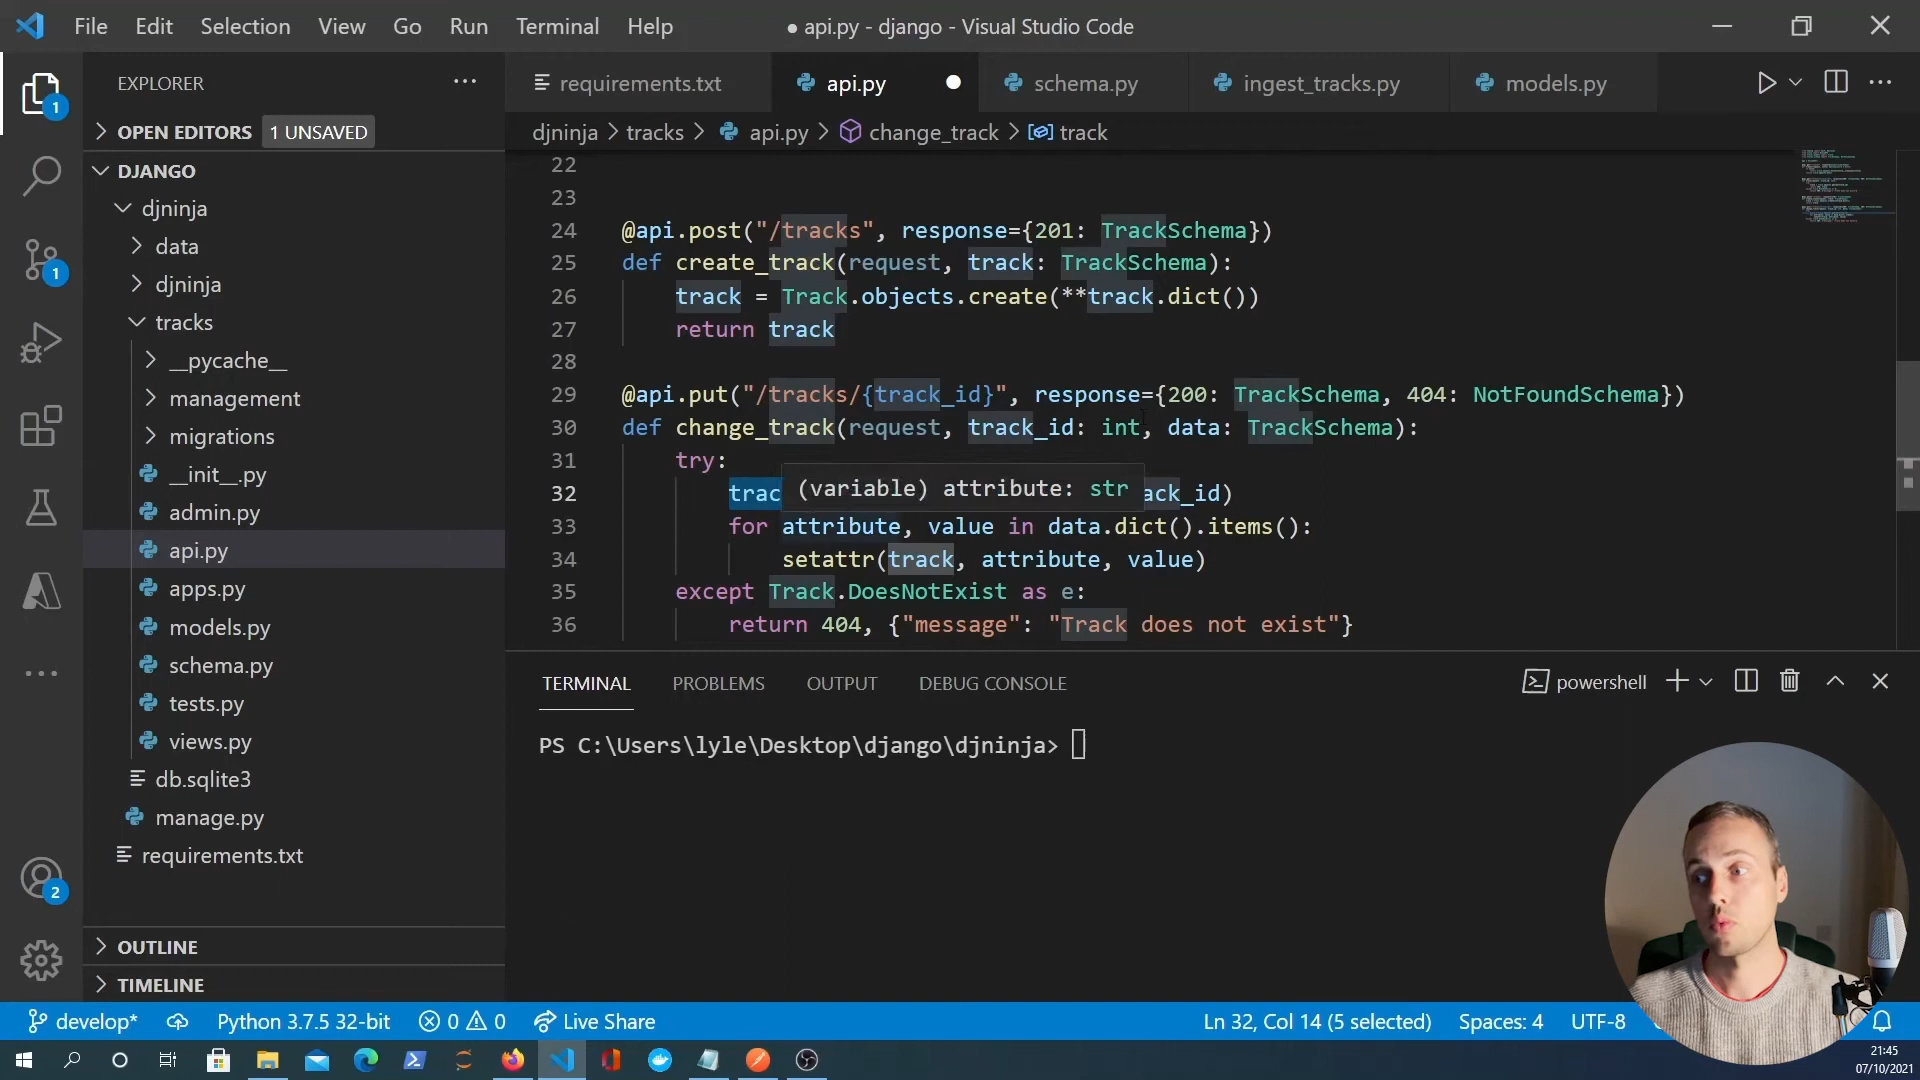 File Edit Selection View Go Run Terminal Help
● api.py - django - Visual Studio Code
EXPLORER
requirements.txt
api.py
schema.py
ingest_tracks.py
models.py
OPEN EDITORS 1 UNSAVED
djninja > tracks > api.py > change_track > track
DJANGO
djninja
data
djninja
tracks
__pycache__
management
migrations
__init__.py
admin.py
api.py
apps.py
models.py
schema.py
tests.py
views.py
db.sqlite3
manage.py
requirements.txt
OUTLINE
TIMELINE
1
1
2
22
23
24 @api.post("/tracks", response={201: TrackSchema})
25 def create_track(request, track: TrackSchema):
26 track = Track.objects.create(**track.dict())
27 return track
28
29 @api.put("/tracks/{track_id}", response={200: TrackSchema, 404: NotFoundSchema})
30 def change_track(request, track_id: int, data: TrackSchema):
31 try:
32 trac (variable) attribute: str ack_id)
33 for attribute, value in data.dict().items():
34 setattr(track, attribute, value)
35 except Track.DoesNotExist as e:
36 return 404, {"message": "Track does not exist"}
TERMINAL PROBLEMS OUTPUT DEBUG CONSOLE
powershell
PS C:\Users\lyle\Desktop\django\djninja>
develop* Python 3.7.5 32-bit 0 0 Live Share
Ln 32, Col 14 (5 selected) Spaces: 4 UTF-8
21:45
07/10/2021